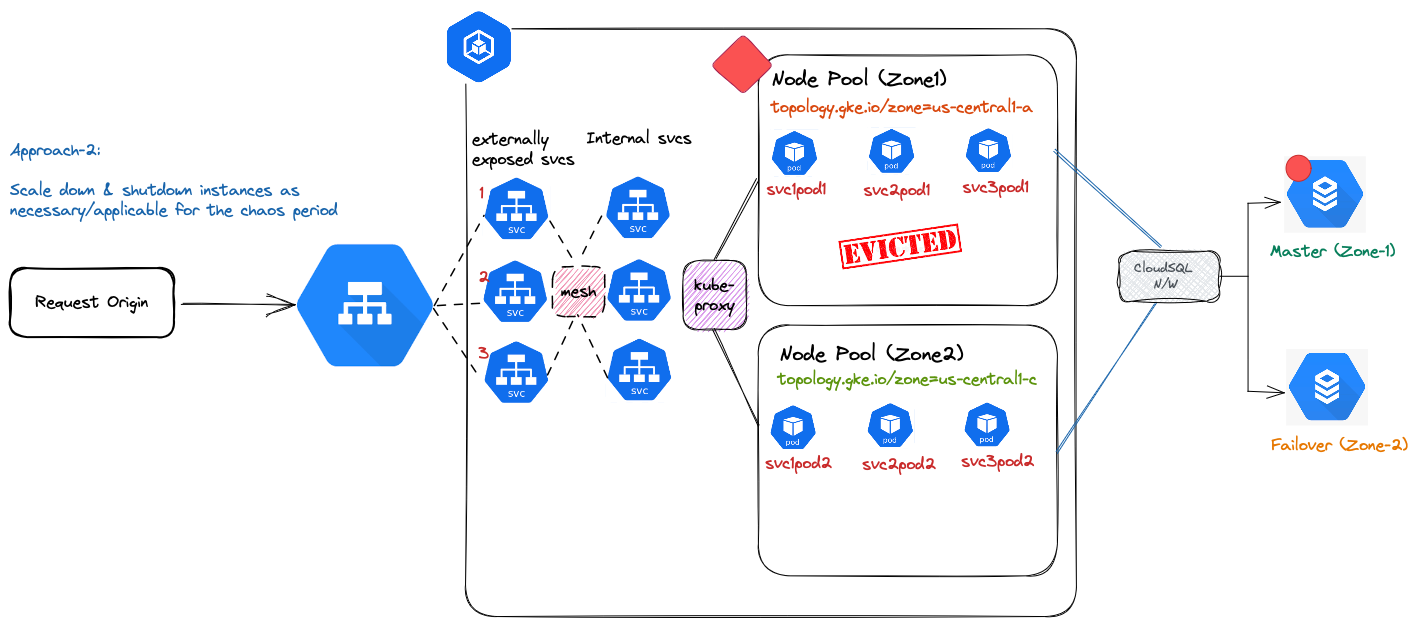 Approach-2:
Scale down & shutdown instances as
necessary/applicable for the chaos period
Request Origin
externally
exposed svcs
Internal svcs
1
svc
svc
2
svc
mesh
svc
3
svc
svc
kube-
proxy
Node Pool (Zone1)
topology.gke.io/zone=us-central1-a
pod
pod
pod
svc1pod1
svc2pod1
svc3pod1
EVICTED
Node Pool (Zone2)
topology.gke.io/zone=us-central1-c
pod
pod
pod
svc1pod2
svc2pod2
svc3pod2
CloudSQL
N/W
Master (Zone-1)
Failover (Zone-2)